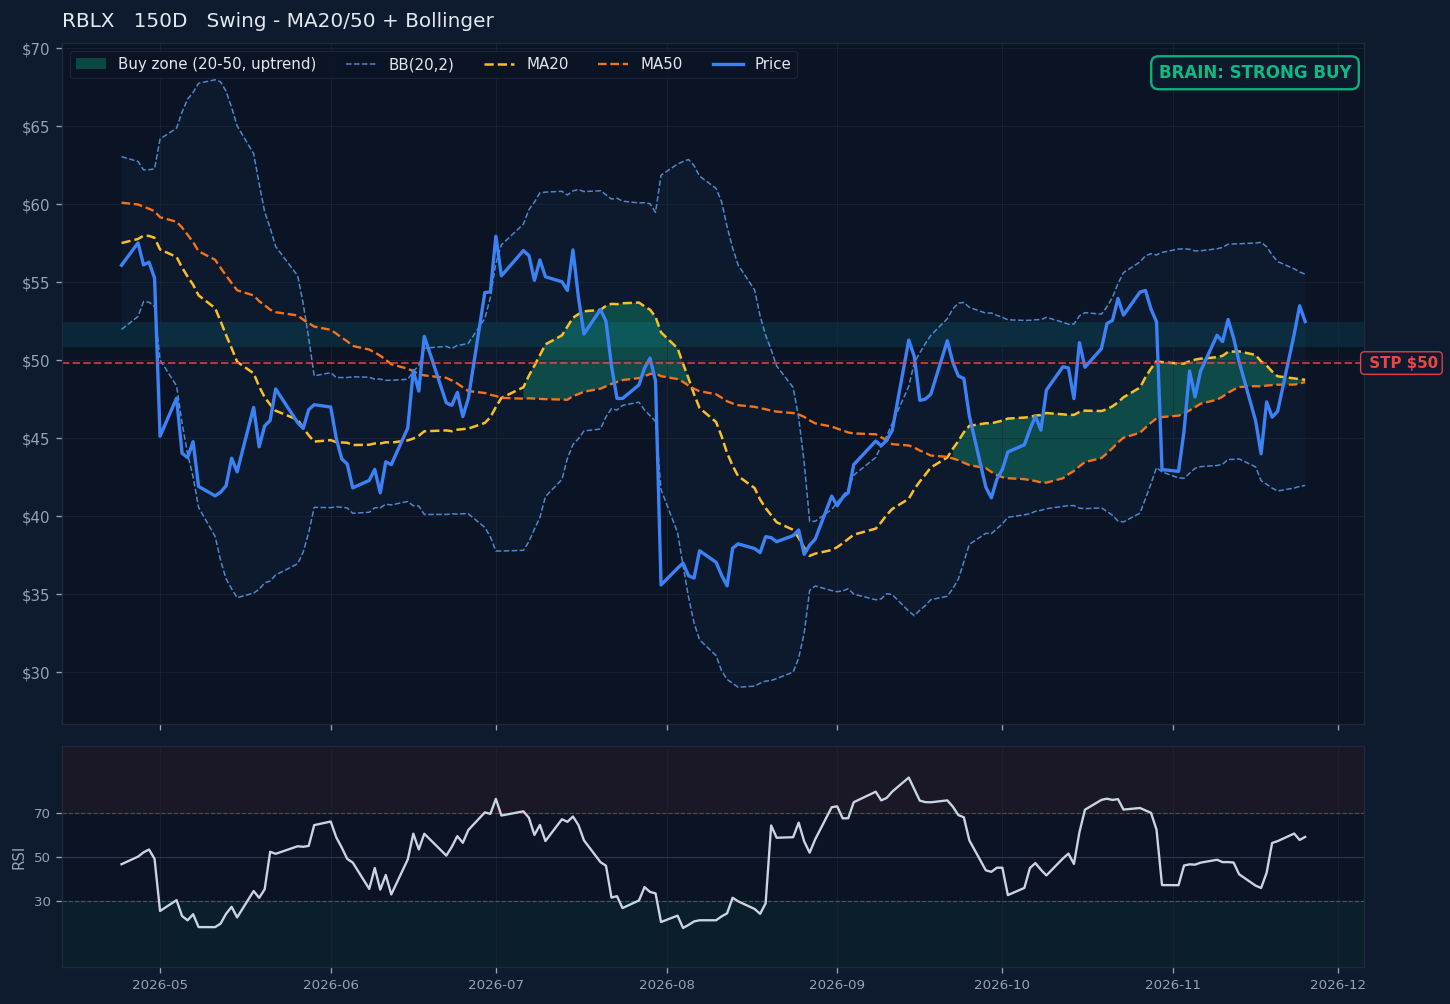 RBLX   150D   Swing - MA20/50 + Bollinger
Buy zone (20-50, uptrend)   BB(20,2)   MA20   MA50   Price
BRAIN: STRONG BUY
$70
$65
$60
$55
$50
$45
$40
$35
$30
STP $50
RSI
70
50
30
2026-05   2026-06   2026-07   2026-08   2026-09   2026-10   2026-11   2026-12